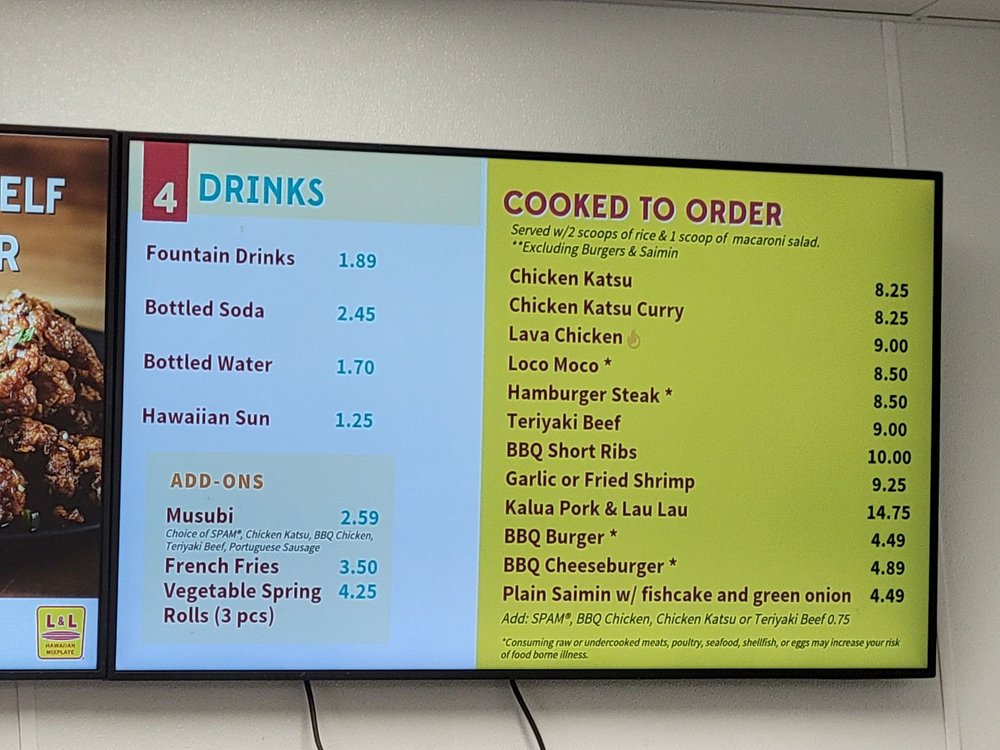 ELF
R
L&L
HAWAIIAN
MIXPLATE
4 DRINKS
Fountain Drinks 1.89
Bottled Soda 2.45
Bottled Water 1.70
Hawaiian Sun 1.25
ADD-ONS
Musubi 2.59
Choice of SPAM®, Chicken Katsu, BBQ Chicken,
Teriyaki Beef, Portuguese Sausage
French Fries 3.50
Vegetable Spring 4.25
Rolls (3 pcs)
COOKED TO ORDER
Served w/2 scoops of rice & 1 scoop of macaroni salad.
**Excluding Burgers & Saimin
Chicken Katsu 8.25
Chicken Katsu Curry 8.25
Lava Chicken 9.00
Loco Moco * 8.50
Hamburger Steak * 8.50
Teriyaki Beef 9.00
BBQ Short Ribs 10.00
Garlic or Fried Shrimp 9.25
Kalua Pork & Lau Lau 14.75
BBQ Burger * 4.49
BBQ Cheeseburger * 4.89
Plain Saimin w/ fishcake and green onion 4.49
Add: SPAM®, BBQ Chicken, Chicken Katsu or Teriyaki Beef 0.75
*Consuming raw or undercooked meats, poultry, seafood, shellfish, or eggs may increase your risk
of food borne illness.